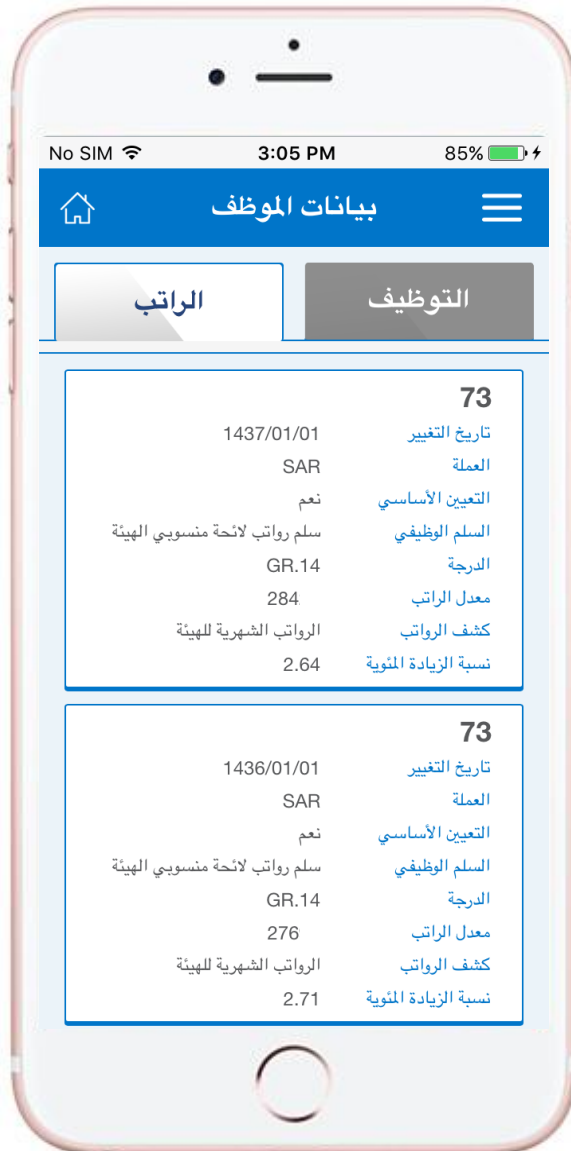 No SIM 3:05 PM 85%
بيانات الموظف
التوظيف الراتب
73
تاريخ التغيير 1437/01/01
العملة SAR
التعيين الأساسي نعم
السلم الوظيفي سلم رواتب لائحة منسوبي الهيئة
الدرجة GR.14
معدل الراتب 284
كشف الرواتب الرواتب الشهرية للهيئة
نسبة الزيادة المئوية 2.64
73
تاريخ التغيير 1436/01/01
العملة SAR
التعيين الأساسي نعم
السلم الوظيفي سلم رواتب لائحة منسوبي الهيئة
الدرجة GR.14
معدل الراتب 276
كشف الرواتب الرواتب الشهرية للهيئة
نسبة الزيادة المئوية 2.71